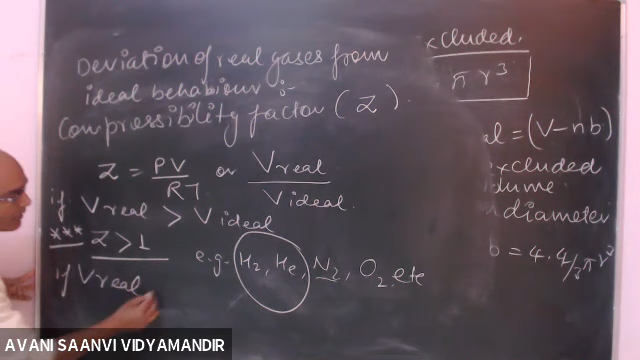 Deviation of real gases from
ideal behaviour :-
Compressibility factor (Z).
Z = PV/RT or Vreal/Videal.
if Vreal > Videal
*** Z > 1
e.g. H2, He, N2, O2 etc
if Vreal
xcluded.
π r³
al = (V-nb)
excluded
lume
diameter
b = 4. 4/3 π r³
AVANI SAANVI VIDYAMANDIR